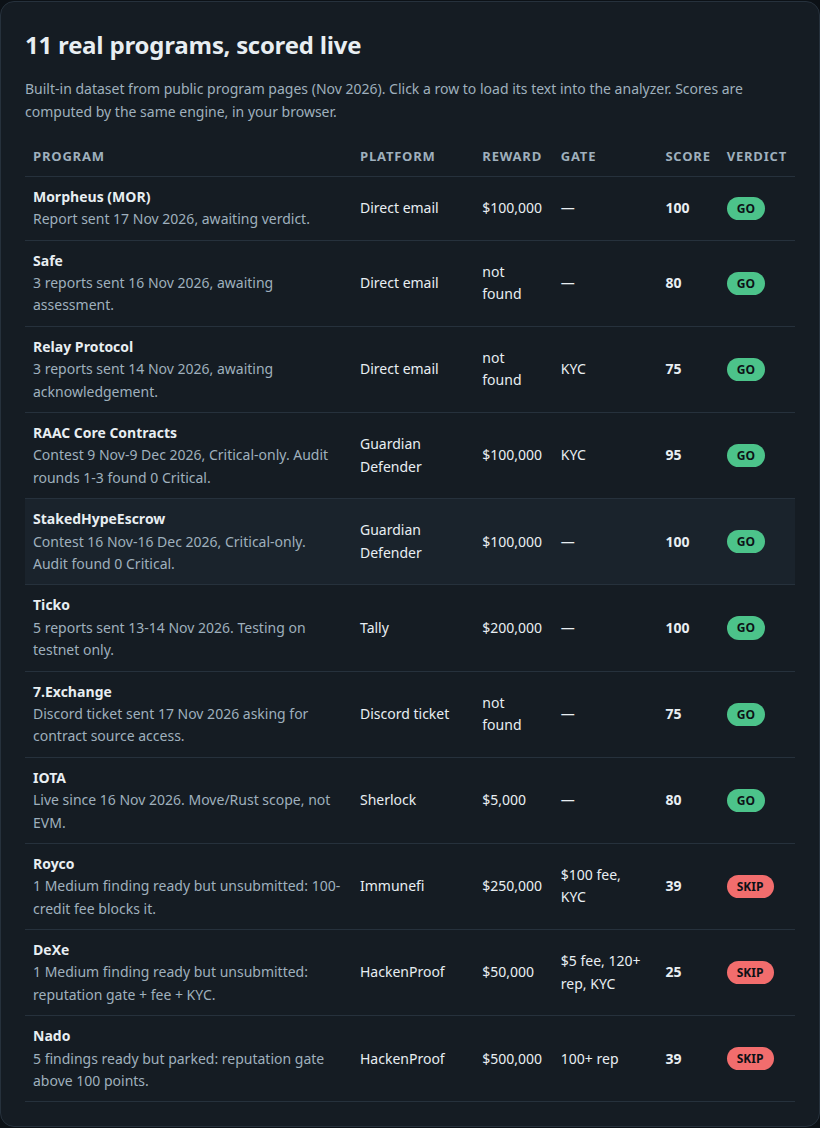 11 real programs, scored live
Built-in dataset from public program pages (Nov 2026). Click a row to load its text into the analyzer. Scores are
computed by the same engine, in your browser.
PROGRAM PLATFORM REWARD GATE SCORE VERDICT
Morpheus (MOR)
Report sent 17 Nov 2026, awaiting verdict.
Direct email
$100,000
—
100
GO
Safe
3 reports sent 16 Nov 2026, awaiting
assessment.
Direct email
not
found
—
80
GO
Relay Protocol
3 reports sent 14 Nov 2026, awaiting
acknowledgement.
Direct email
not
found
KYC
75
GO
RAAC Core Contracts
Contest 9 Nov-9 Dec 2026, Critical-only. Audit
rounds 1-3 found 0 Critical.
Guardian
Defender
$100,000
KYC
95
GO
StakedHypeEscrow
Contest 16 Nov-16 Dec 2026, Critical-only.
Audit found 0 Critical.
Guardian
Defender
$100,000
—
100
GO
Ticko
5 reports sent 13-14 Nov 2026. Testing on
testnet only.
Tally
$200,000
—
100
GO
7.Exchange
Discord ticket sent 17 Nov 2026 asking for
contract source access.
Discord ticket
not
found
—
75
GO
IOTA
Live since 16 Nov 2026. Move/Rust scope, not
EVM.
Sherlock
$5,000
—
80
GO
Royco
1 Medium finding ready but unsubmitted: 100-
credit fee blocks it.
Immunefi
$250,000
$100 fee,
KYC
39
SKIP
DeXe
1 Medium finding ready but unsubmitted:
reputation gate + fee + KYC.
HackenProof
$50,000
$5 fee, 120+
rep, KYC
25
SKIP
Nado
5 findings ready but parked: reputation gate
above 100 points.
HackenProof
$500,000
100+ rep
39
SKIP